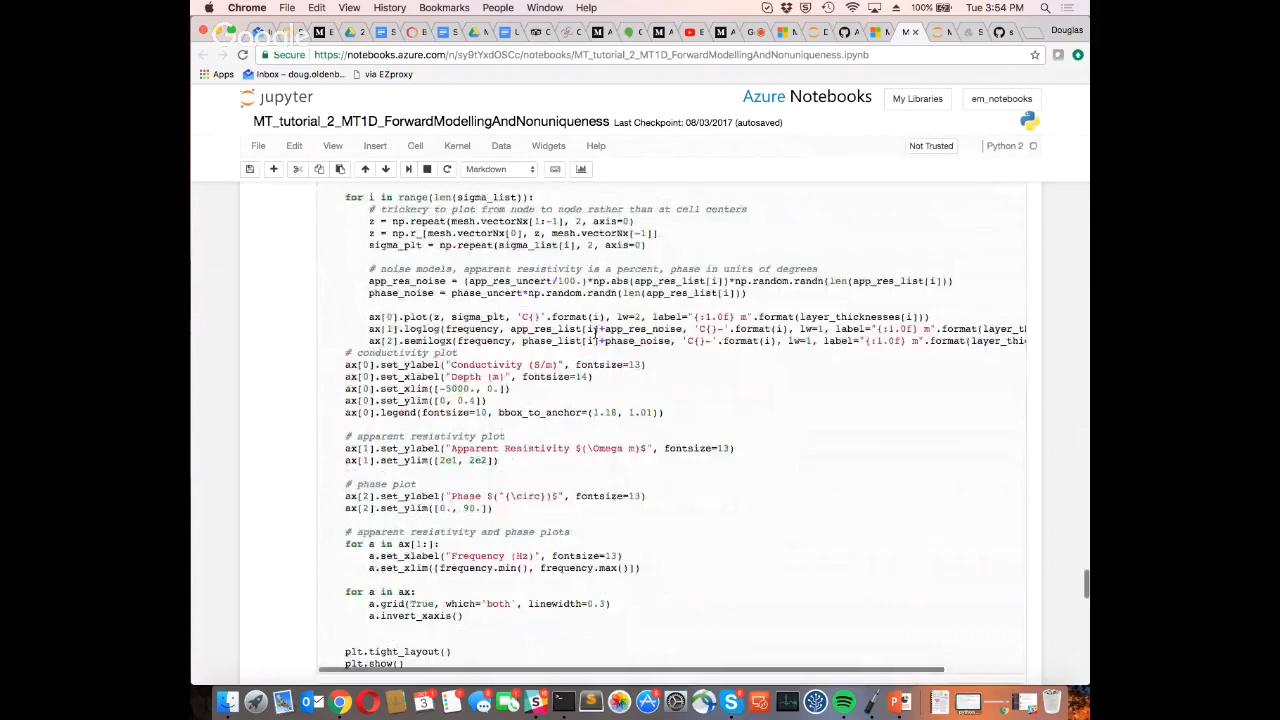 Chrome File Edit View History Bookmarks People Window Help
100% Tue 3:54 PM
Google
Douglas
Secure https://notebooks.azure.com/n/sy9tYxdOSCc/notebooks/MT_tutorial_2_MT1D_ForwardModellingAndNonuniqueness.ipynb
Apps Inbox – doug.oldenb... via EZproxy
jupyter Azure Notebooks My Libraries em_notebooks
MT_tutorial_2_MT1D_ForwardModellingAndNonuniqueness Last Checkpoint: 08/03/2017 (autosaved)
File Edit View Insert Cell Kernel Data Widgets Help Not Trusted Python 2
Markdown
for i in range(len(sigma_list)):
# trickery to plot from node to node rather than at cell centers
z = np.repeat(mesh.vectorNx[1:-1], 2, axis=0)
z = np.r_[mesh.vectorNx[0], z, mesh.vectorNx[-1]]
sigma_plt = np.repeat(sigma_list[i], 2, axis=0)
# noise models, apparent resistivity is a percent, phase in units of degrees
app_res_noise = (app_res_uncert/100.)*np.abs(app_res_list[i])*np.random.randn(len(app_res_list[i]))
phase_noise = phase_uncert*np.random.randn(len(app_res_list[i]))
ax[0].plot(z, sigma_plt, 'C{}'.format(i), lw=2, label="{:1.0f} m".format(layer_thicknesses[i]))
ax[1].loglog(frequency, app_res_list[i]+app_res_noise, 'C{}-'.format(i), lw=1, label="{:1.0f} m".format(layer_th
ax[2].semilogx(frequency, phase_list[i]+phase_noise, 'C{}-'.format(i), lw=1, label="{:1.0f} m".format(layer_thic
# conductivity plot
ax[0].set_ylabel("Conductivity (S/m)", fontsize=13)
ax[0].set_xlabel("Depth (m)", fontsize=14)
ax[0].set_xlim([-5000., 0.])
ax[0].set_ylim([0, 0.4])
ax[0].legend(fontsize=10, bbox_to_anchor=(1.18, 1.01))
# apparent resistivity plot
ax[1].set_ylabel("Apparent Resistivity $(\Omega m)$", fontsize=13)
ax[1].set_ylim([2e1, 2e2])
# phase plot
ax[2].set_ylabel("Phase $(^{\circ})$", fontsize=13)
ax[2].set_ylim([0., 90.])
# apparent resistivity and phase plots
for a in ax[1:]:
a.set_xlabel("Frequency (Hz)", fontsize=13)
a.set_xlim([frequency.min(), frequency.max()])
for a in ax:
a.grid(True, which='both', linewidth=0.3)
a.invert_xaxis()
plt.tight_layout()
plt.show()